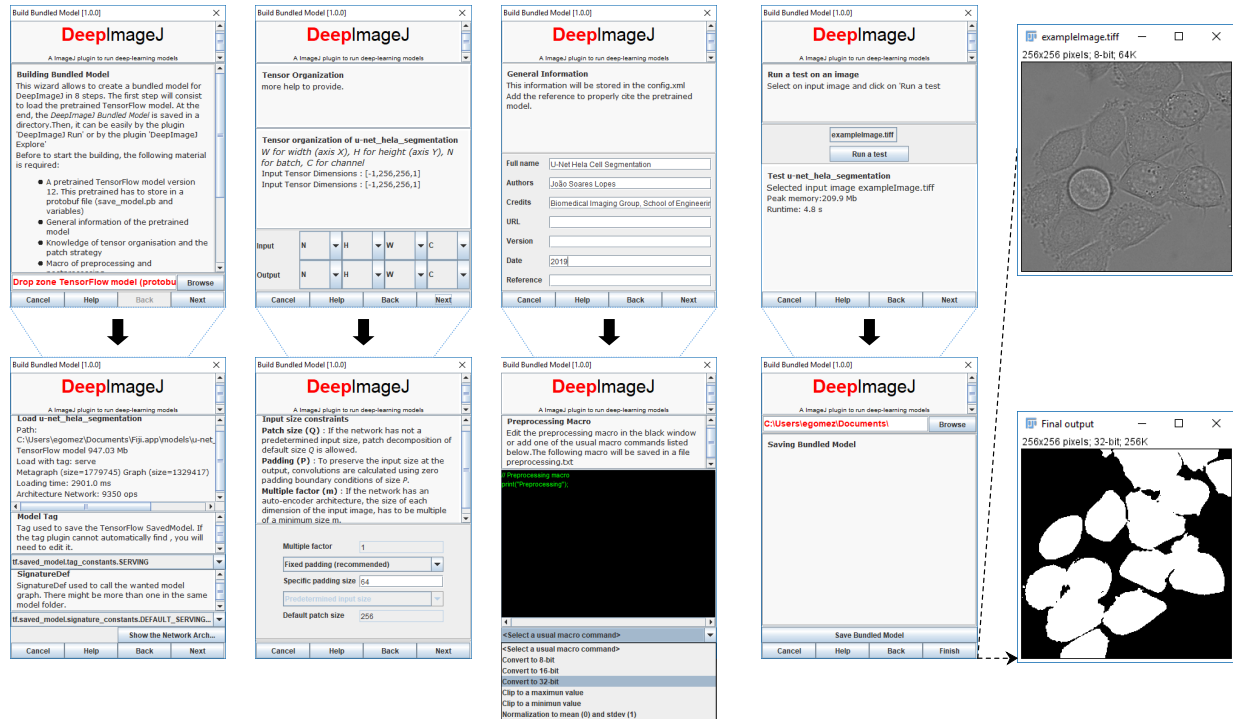 Build Bundled Model [1.0.0]
DeepImageJ
A ImageJ plugin to run deep-learning models
Building Bundled Model
This wizard allows to create a bundled model for
DeepImageJ in 8 steps. The first step will consist
to load the pretrained TensorFlow model. At the
end, the DeepImageJ Bundled Model is saved in a
directory.Then, it can be easily by the plugin
'DeepImageJ Run' or by the plugin 'DeepImageJ
Explore'
Before to start the building, the following material
is required:
A pretrained TensorFlow model version
12. This pretrained has to store in a
protobuf file (save_model.pb and
variables)
General information of the pretrained
model
Knowledge of tensor organisation and the
patch strategy
Macro of preprocessing and
postprocessing
Drop zone TensorFlow model (protobu
Browse
Cancel Help Back Next
Build Bundled Model [1.0.0]
DeepImageJ
A ImageJ plugin to run deep-learning models
Load u-net_hela_segmentation
Path:
C:\Users\egomez\Documents\Fiji.app\models\u-net_
TensorFlow model 947.03 Mb
Load with tag: serve
Metagraph (size=1779745) Graph (size=1329417)
Loading time: 2901.0 ms
Architecture Network: 9350 ops
Model Tag
Tag used to save the TensorFlow SavedModel. If
the tag plugin cannot automatically find , you will
need to edit it.
tf.saved_model.tag_constants.SERVING
SignatureDef
SignatureDef used to call the wanted model
graph. There might be more than one in the same
model folder.
tf.saved_model.signature_constants.DEFAULT_SERVING...
Show the Network Arch...
Cancel Help Back Next
Build Bundled Model [1.0.0]
DeepImageJ
A ImageJ plugin to run deep-learning models
Tensor Organization
more help to provide.
Tensor organization of u-net_hela_segmentation
W for width (axis X), H for height (axis Y), N
for batch, C for channel
Input Tensor Dimensions : [-1,256,256,1]
Input Tensor Dimensions : [-1,256,256,1]
Input N H W C
Output N H W C
Cancel Help Back Next
Build Bundled Model [1.0.0]
DeepImageJ
A ImageJ plugin to run deep-learning models
Input size constraints
Patch size (Q) : If the network has not a
predetermined input size, patch decomposition of
default size Q is allowed.
Padding (P) : To preserve the input size at the
output, convolutions are calculated using zero
padding boundary conditions of size P.
Multiple factor (m) : If the network has an
auto-encoder architecture, the size of each
dimension of the input image, has to be multiple
of a minimum size m.
Multiple factor 1
Fixed padding (recommended)
Specific padding size 64
Predetermined input size
Default patch size 256
Cancel Help Back Next
Build Bundled Model [1.0.0]
DeepImageJ
A ImageJ plugin to run deep-learning models
General Information
This information will be stored in the config.xml
Add the reference to properly cite the pretrained
model.
Full name U-Net Hela Cell Segmentation
Authors João Soares Lopes
Credits Biomedical Imaging Group, School of Engineerin
URL
Version
Date 2019
Reference
Cancel Help Back Next
Build Bundled Model [1.0.0]
DeepImageJ
A ImageJ plugin to run deep-learning models
Preprocessing Macro
Edit the preprocessing macro in the black window
or add one of the usual macro commands listed
below.The following macro will be saved in a file
preprocessing.txt
// Preprocessing macro
print("Preprocessing");
<Select a usual macro command>
<Select a usual macro command>
Convert to 8-bit
Convert to 16-bit
Convert to 32-bit
Clip to a maximun value
Clip to a minimun value
Normalization to mean (0) and stdev (1)
Build Bundled Model [1.0.0]
DeepImageJ
A ImageJ plugin to run deep-learning models
Run a test on an image
Select on input image and click on 'Run a test
exampleImage.tiff
Run a test
Test u-net_hela_segmentation
Selected input image exampleImage.tiff
Peak memory:209.9 Mb
Runtime: 4.8 s
Cancel Help Back Next
Build Bundled Model [1.0.0]
DeepImageJ
A ImageJ plugin to run deep-learning models
C:\Users\egomez\Documents\
Browse
Saving Bundled Model
Save Bundled Model
Cancel Help Back Finish
exampleImage.tiff
256x256 pixels; 8-bit; 64K
Final output
256x256 pixels; 32-bit; 256K